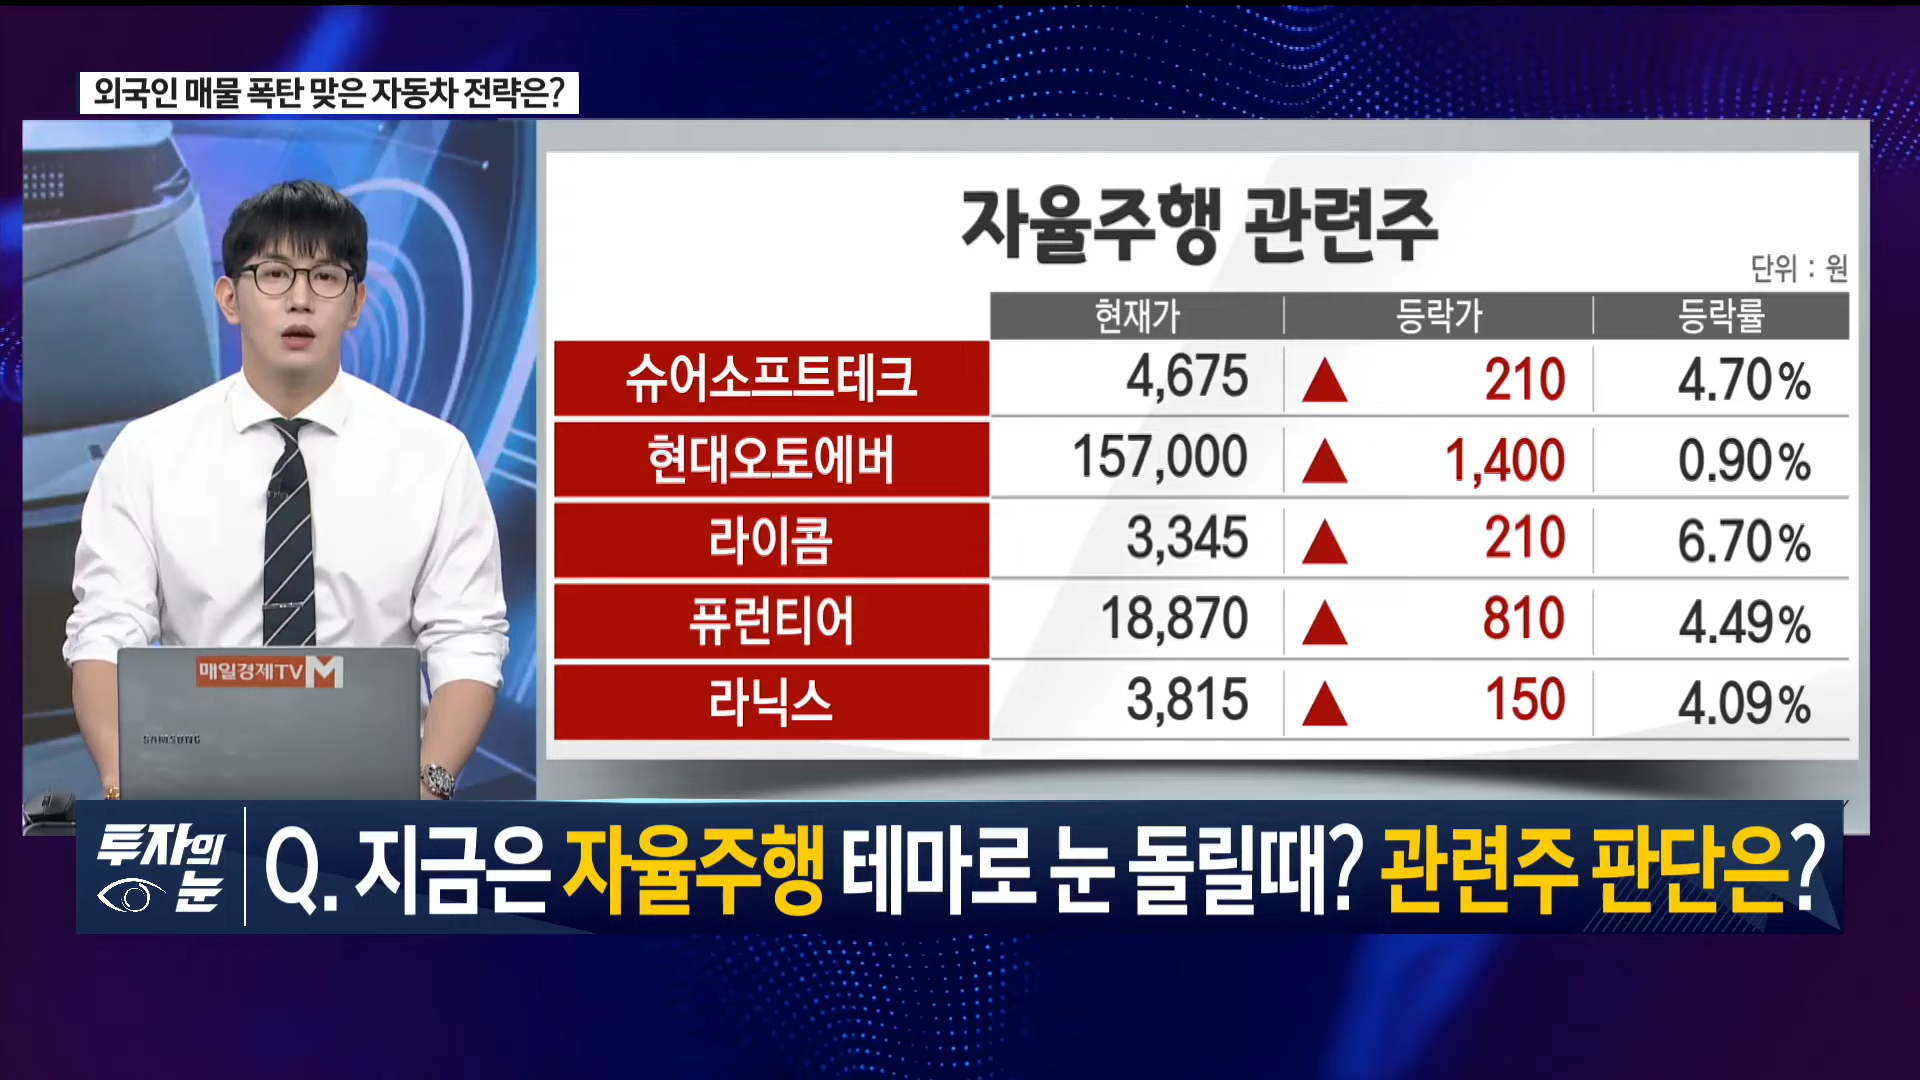 외국인 매물 폭탄 맞은 자동차 전략은?
자율주행 관련주
단위 : 원
현재가 등락가 등락률
슈어소프트테크 4,675 ▲ 210 4.70%
현대오토에버 157,000 ▲ 1,400 0.90%
라이콤 3,345 ▲ 210 6.70%
퓨런티어 18,870 ▲ 810 4.49%
라닉스 3,815 ▲ 150 4.09%
매일경제TV M
SAMSUNG
투자의 눈
Q. 지금은 자율주행 테마로 눈 돌릴때? 관련주 판단은?